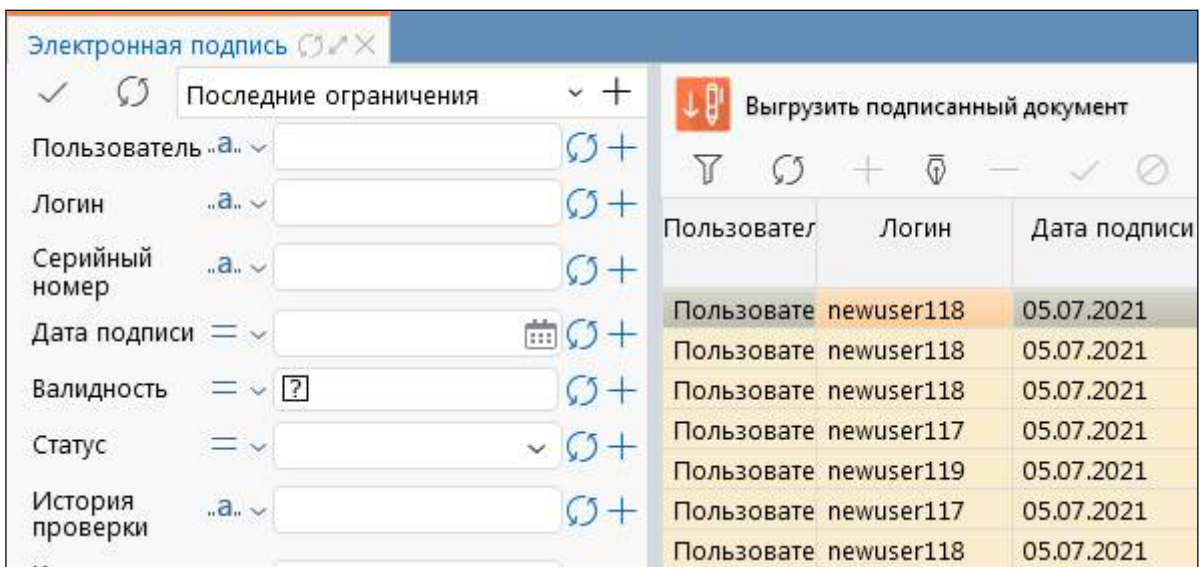 Электронная подпись
Последние ограничения
Пользователь ..a..
Логин ..a..
Серийный
номер ..a..
Дата подписи =
Валидность = ?
Статус =
История
проверки ..a..
Выгрузить подписанный документ
Пользовател Логин Дата подписи
Пользовате newuser118 05.07.2021
Пользовате newuser118 05.07.2021
Пользовате newuser118 05.07.2021
Пользовате newuser117 05.07.2021
Пользовате newuser119 05.07.2021
Пользовате newuser117 05.07.2021
Пользовате newuser118 05.07.2021